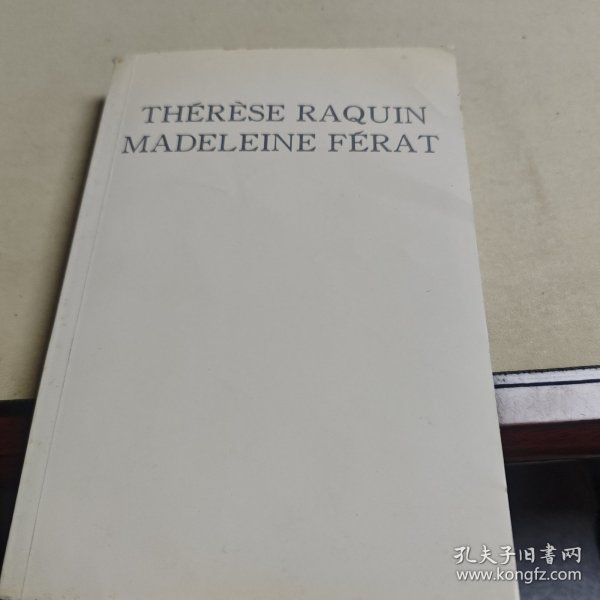 THÉRÈSE RAQUIN
MADELEINE FÉRAT
孔夫子旧书网
www.kongfz.com